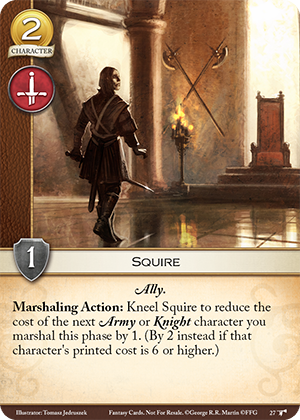 2
CHARACTER
1
SQUIRE
Ally.
Marshaling Action: Kneel Squire to reduce the
cost of the next Army or Knight character you
marshal this phase by 1. (By 2 instead if that
character's printed cost is 6 or higher.)
Illustrator: Tomasz Jedruszek Fantasy Cards. Not For Resale. ©George R.R. Martin ©FFG 27